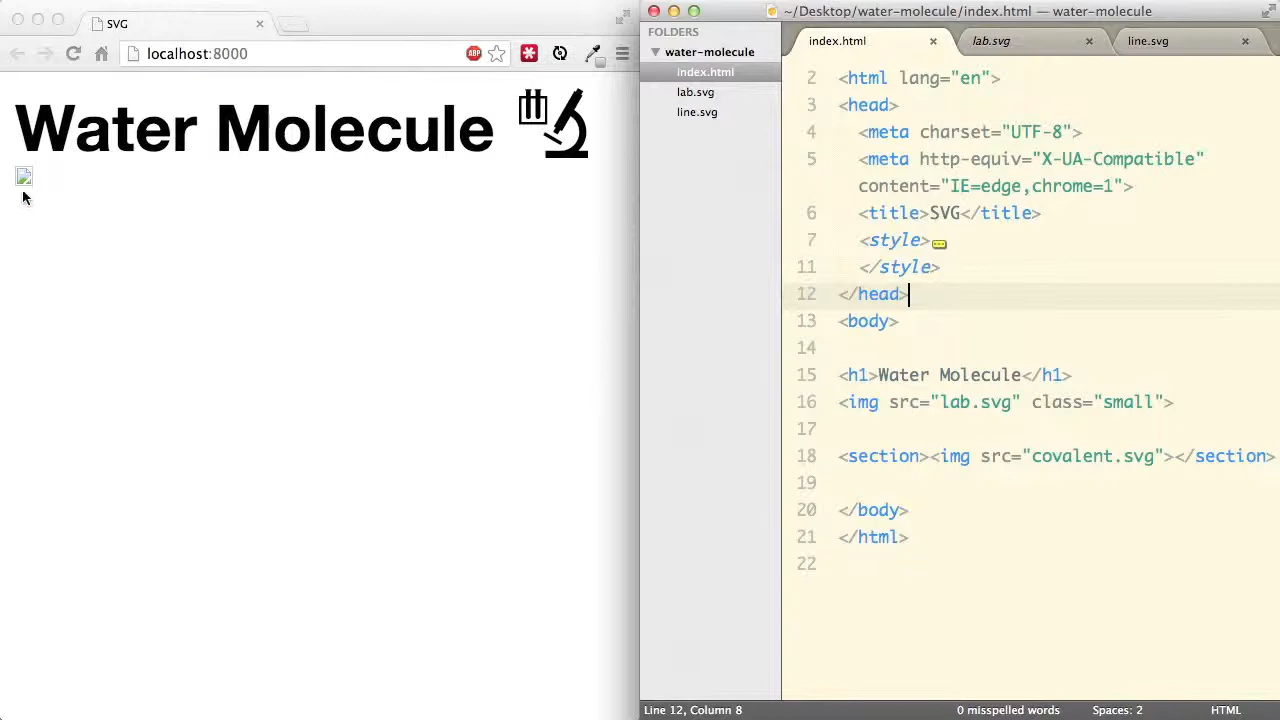 SVG
localhost:8000
ABP
Water Molecule
~/Desktop/water-molecule/index.html — water-molecule
FOLDERS
water-molecule
index.html
lab.svg
line.svg
index.html
lab.svg
line.svg
2 <html lang="en">
3 <head>
4 <meta charset="UTF-8">
5 <meta http-equiv="X-UA-Compatible"
content="IE=edge,chrome=1">
6 <title>SVG</title>
7 <style>
11 </style>
12 </head>
13 <body>
14
15 <h1>Water Molecule</h1>
16 <img src="lab.svg" class="small">
17
18 <section><img src="covalent.svg"></section>
19
20 </body>
21 </html>
22
Line 12, Column 8
0 misspelled words
Spaces: 2
HTML